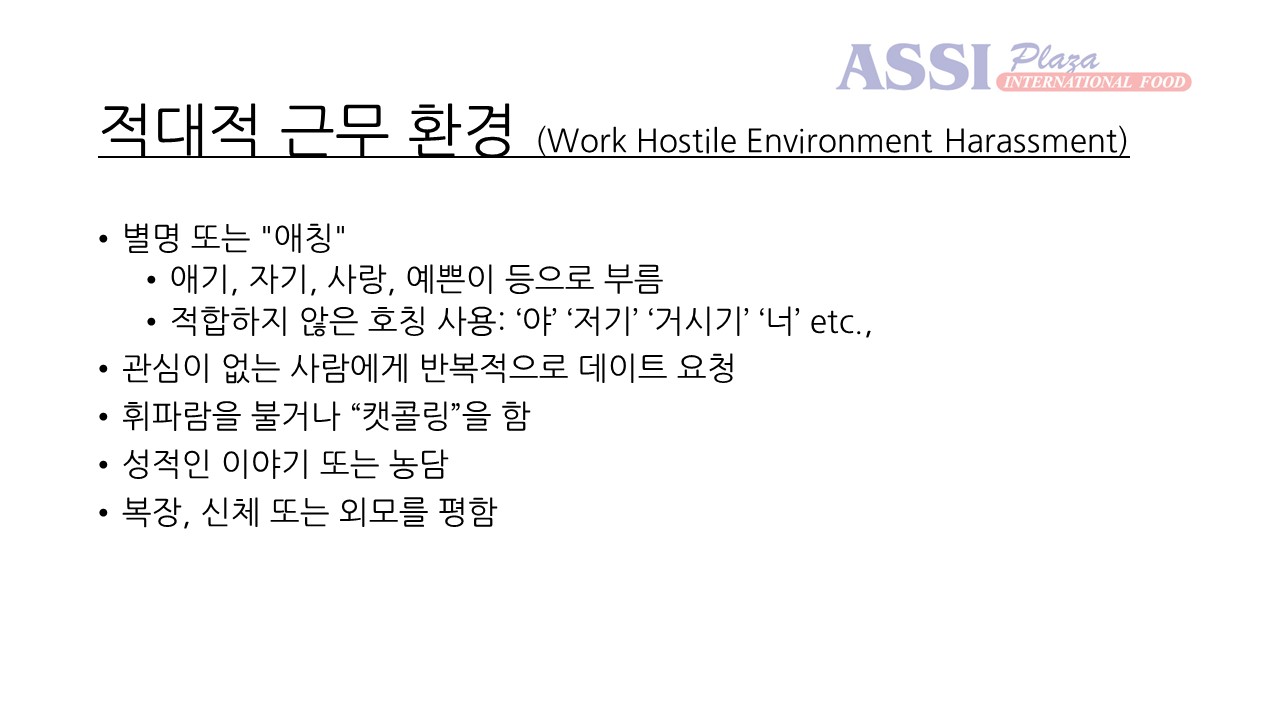 ASSI Plaza
INTERNATIONAL FOOD
적대적 근무 환경 (Work Hostile Environment Harassment)
• 별명 또는 "애칭"
• 애기, 자기, 사랑, 예쁜이 등으로 부름
• 적합하지 않은 호칭 사용: ‘야’ ‘저기’ ‘거시기’ ‘너’ etc.,
• 관심이 없는 사람에게 반복적으로 데이트 요청
• 휘파람을 불거나 “캣콜링”을 함
• 성적인 이야기 또는 농담
• 복장, 신체 또는 외모를 평함